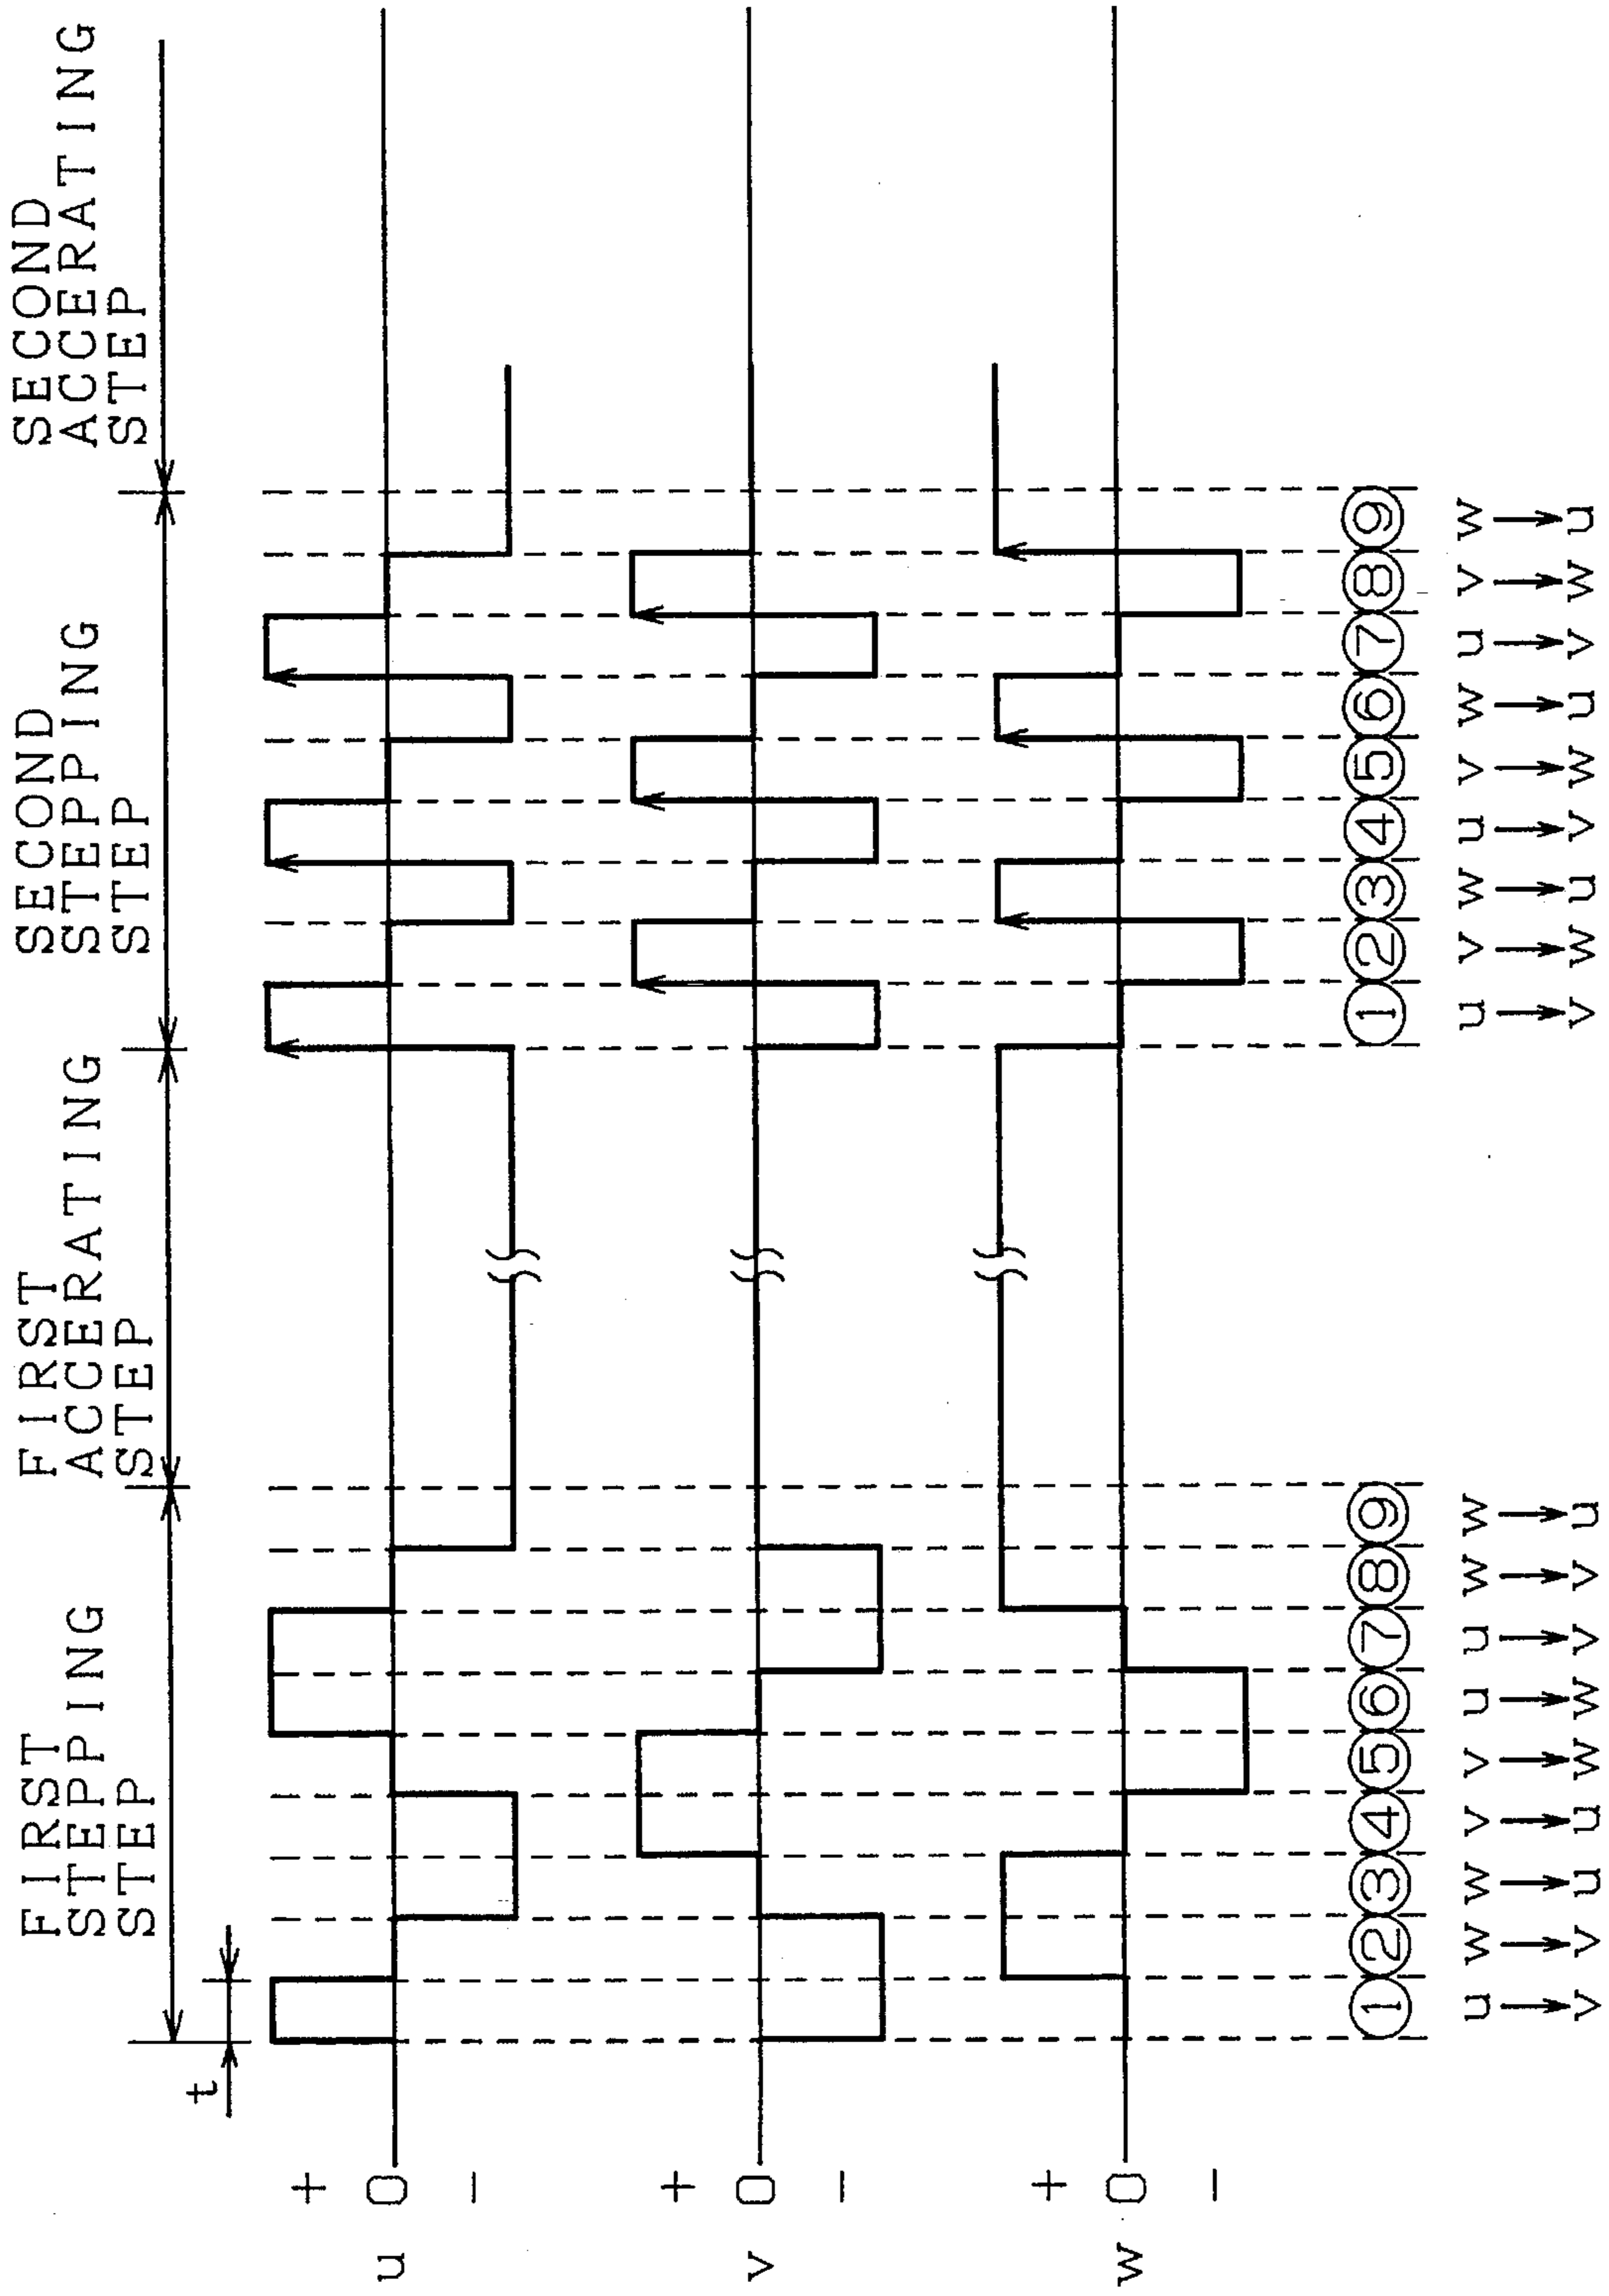 FIRST
STEPPING
STEP
FIRST
ACCERATING
STEP
SECOND
STEPPING
STEP
SECOND
ACCERATING
STEP
t
+
u 0
-
+
v 0
-
+
w 0
-
① ② ③ ④ ⑤ ⑥ ⑦ ⑧ ⑨ ① ② ③ ④ ⑤ ⑥ ⑦ ⑧ ⑨
u w w v v u u w w u v w u v w u v w
↓ ↓ ↓ ↓ ↓ ↓ ↓ ↓ ↓ ↓ ↓ ↓ ↓ ↓ ↓ ↓ ↓ ↓
v v u u w w v v u v w u v w u v w u